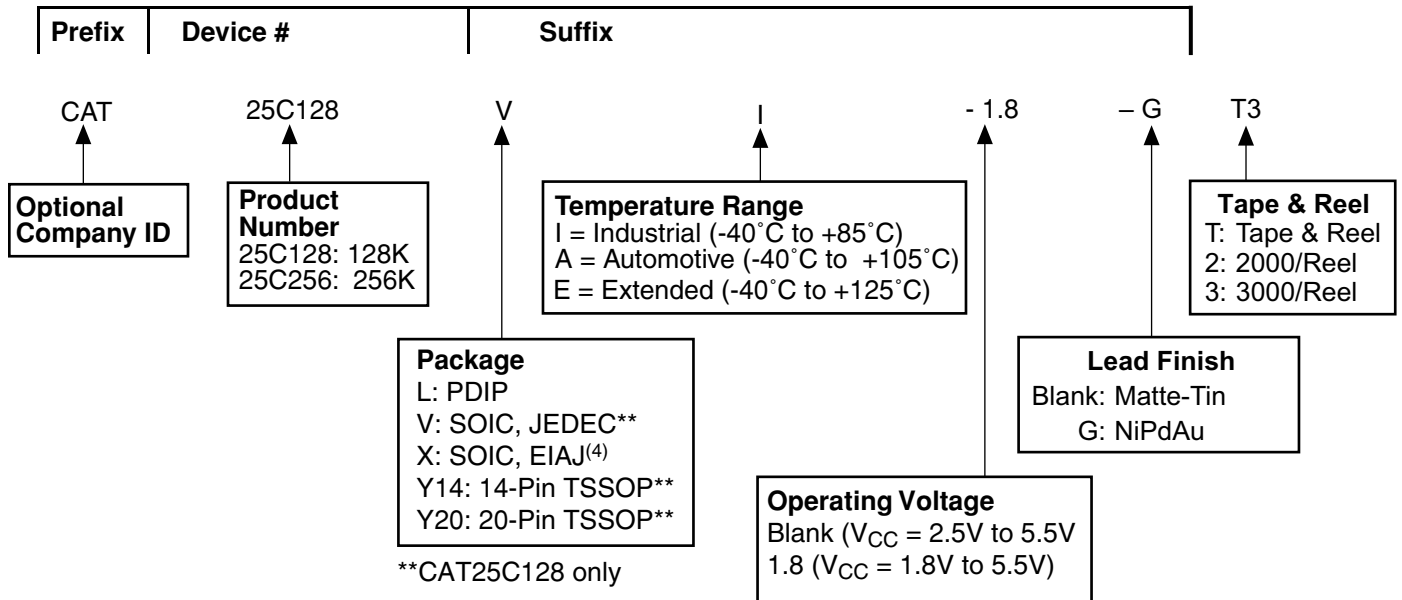 Prefix Device # Suffix
CAT 25C128 V I - 1.8 – G T3
Optional
Company ID
Product
Number
25C128: 128K
25C256: 256K
Temperature Range
I = Industrial (-40˚C to +85˚C)
A = Automotive (-40˚C to +105˚C)
E = Extended (-40˚C to +125˚C)
Tape & Reel
T: Tape & Reel
2: 2000/Reel
3: 3000/Reel
Package
L: PDIP
V: SOIC, JEDEC**
X: SOIC, EIAJ(4)
Y14: 14-Pin TSSOP**
Y20: 20-Pin TSSOP**
**CAT25C128 only
Lead Finish
Blank: Matte-Tin
G: NiPdAu
Operating Voltage
Blank (VCC = 2.5V to 5.5V
1.8 (VCC = 1.8V to 5.5V)